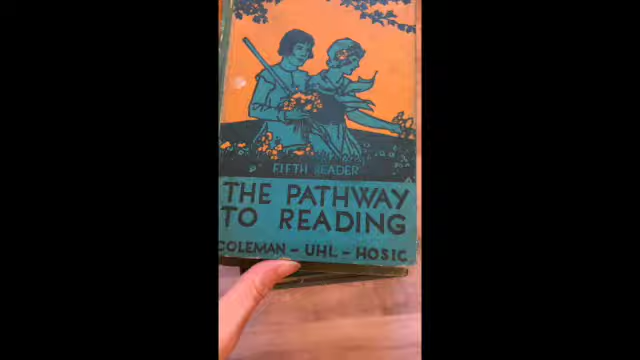 FIFTH READER
THE PATHWAY
TO READING
COLEMAN - UHL - HOSIC